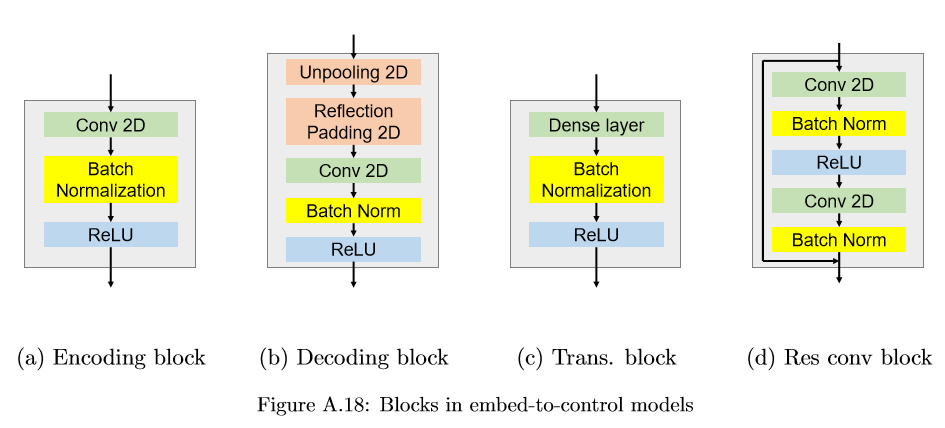 Conv 2D
Batch
Normalization
ReLU
(a) Encoding block
Unpooling 2D
Reflection
Padding 2D
Conv 2D
Batch Norm
ReLU
(b) Decoding block
Dense layer
Batch
Normalization
ReLU
(c) Trans. block
Conv 2D
Batch Norm
ReLU
Conv 2D
Batch Norm
(d) Res conv block
Figure A.18: Blocks in embed-to-control models